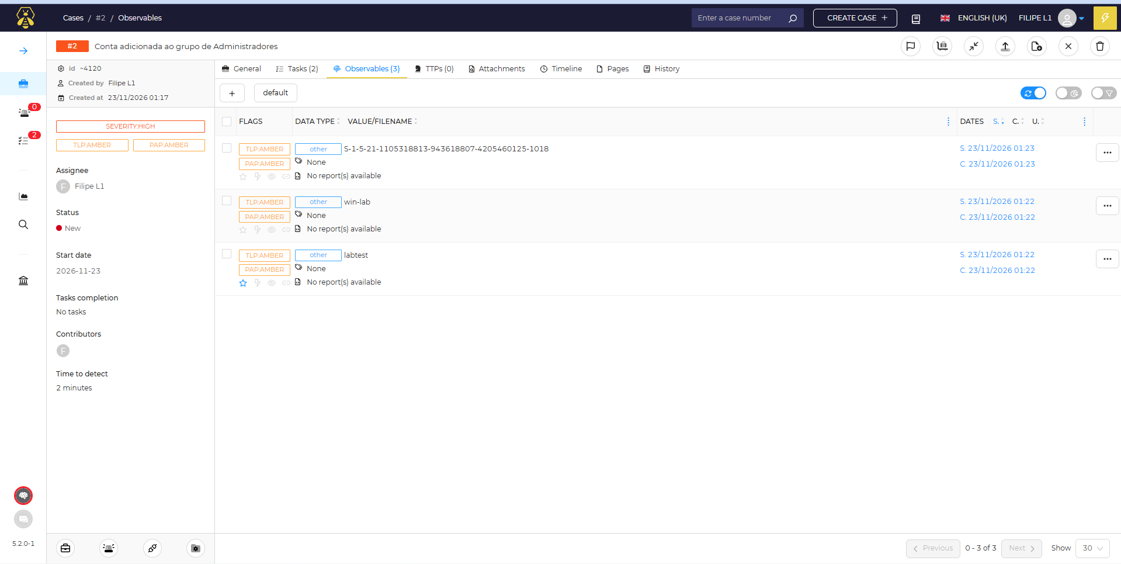 Cases / #2 / Observables
Enter a case number
CREATE CASE +
ENGLISH (UK)
FILIPE L1
#2 Conta adicionada ao grupo de Administradores
id ~4120
Created by Filipe L1
Created at 23/11/2026 01:17
SEVERITY:HIGH
TLP:AMBER PAP:AMBER
Assignee
F Filipe L1
Status
New
Start date
2026-11-23
Tasks completion
No tasks
Contributors
F
Time to detect
2 minutes
0
2
5.2.0-1
General Tasks (2) Observables (3) TTPs (0) Attachments Timeline Pages History
+ default
FLAGS DATA TYPE VALUE/FILENAME DATES S. C. U.
TLP:AMBER other S-1-5-21-1105318813-943618807-4205460125-1018 S. 23/11/2026 01:23
PAP:AMBER None C. 23/11/2026 01:23
No report(s) available
TLP:AMBER other win-lab S. 23/11/2026 01:22
PAP:AMBER None C. 23/11/2026 01:22
No report(s) available
TLP:AMBER other labtest S. 23/11/2026 01:22
PAP:AMBER None C. 23/11/2026 01:22
No report(s) available
Previous 0 - 3 of 3 Next Show 30